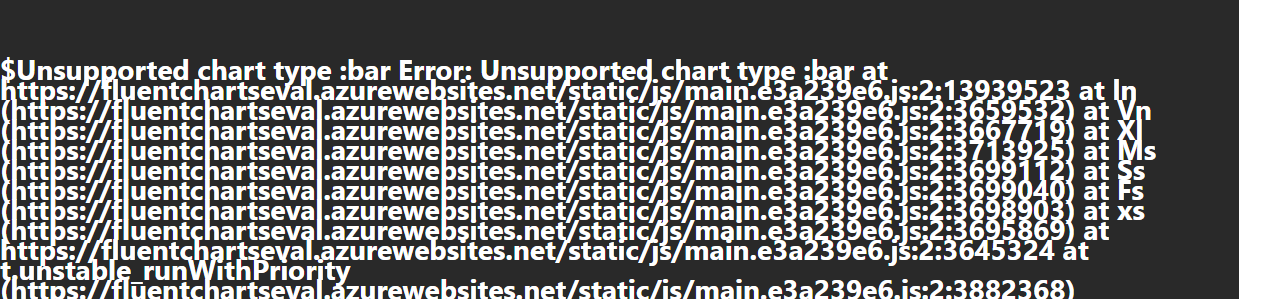 $Unsupported chart type :bar Error: Unsupported chart type :bar at
https://fluentchartseval.azurewebsites.net/static/js/main.e3a239e6.js:2:13939523 at ln
(https://fluentchartseval.azurewebsites.net/static/js/main.e3a239e6.js:2:3659532) at Vn
(https://fluentchartseval.azurewebsites.net/static/js/main.e3a239e6.js:2:3667719) at Xl
(https://fluentchartseval.azurewebsites.net/static/js/main.e3a239e6.js:2:3713925) at Ms
(https://fluentchartseval.azurewebsites.net/static/js/main.e3a239e6.js:2:3699112) at Ss
(https://fluentchartseval.azurewebsites.net/static/js/main.e3a239e6.js:2:3699040) at Fs
(https://fluentchartseval.azurewebsites.net/static/js/main.e3a239e6.js:2:3698903) at xs
(https://fluentchartseval.azurewebsites.net/static/js/main.e3a239e6.js:2:3695869) at
https://fluentchartseval.azurewebsites.net/static/js/main.e3a239e6.js:2:3645324 at
t.unstable_runWithPriority
(https://fluentchartseval.azurewebsites.net/static/js/main.e3a239e6.js:2:3882368)